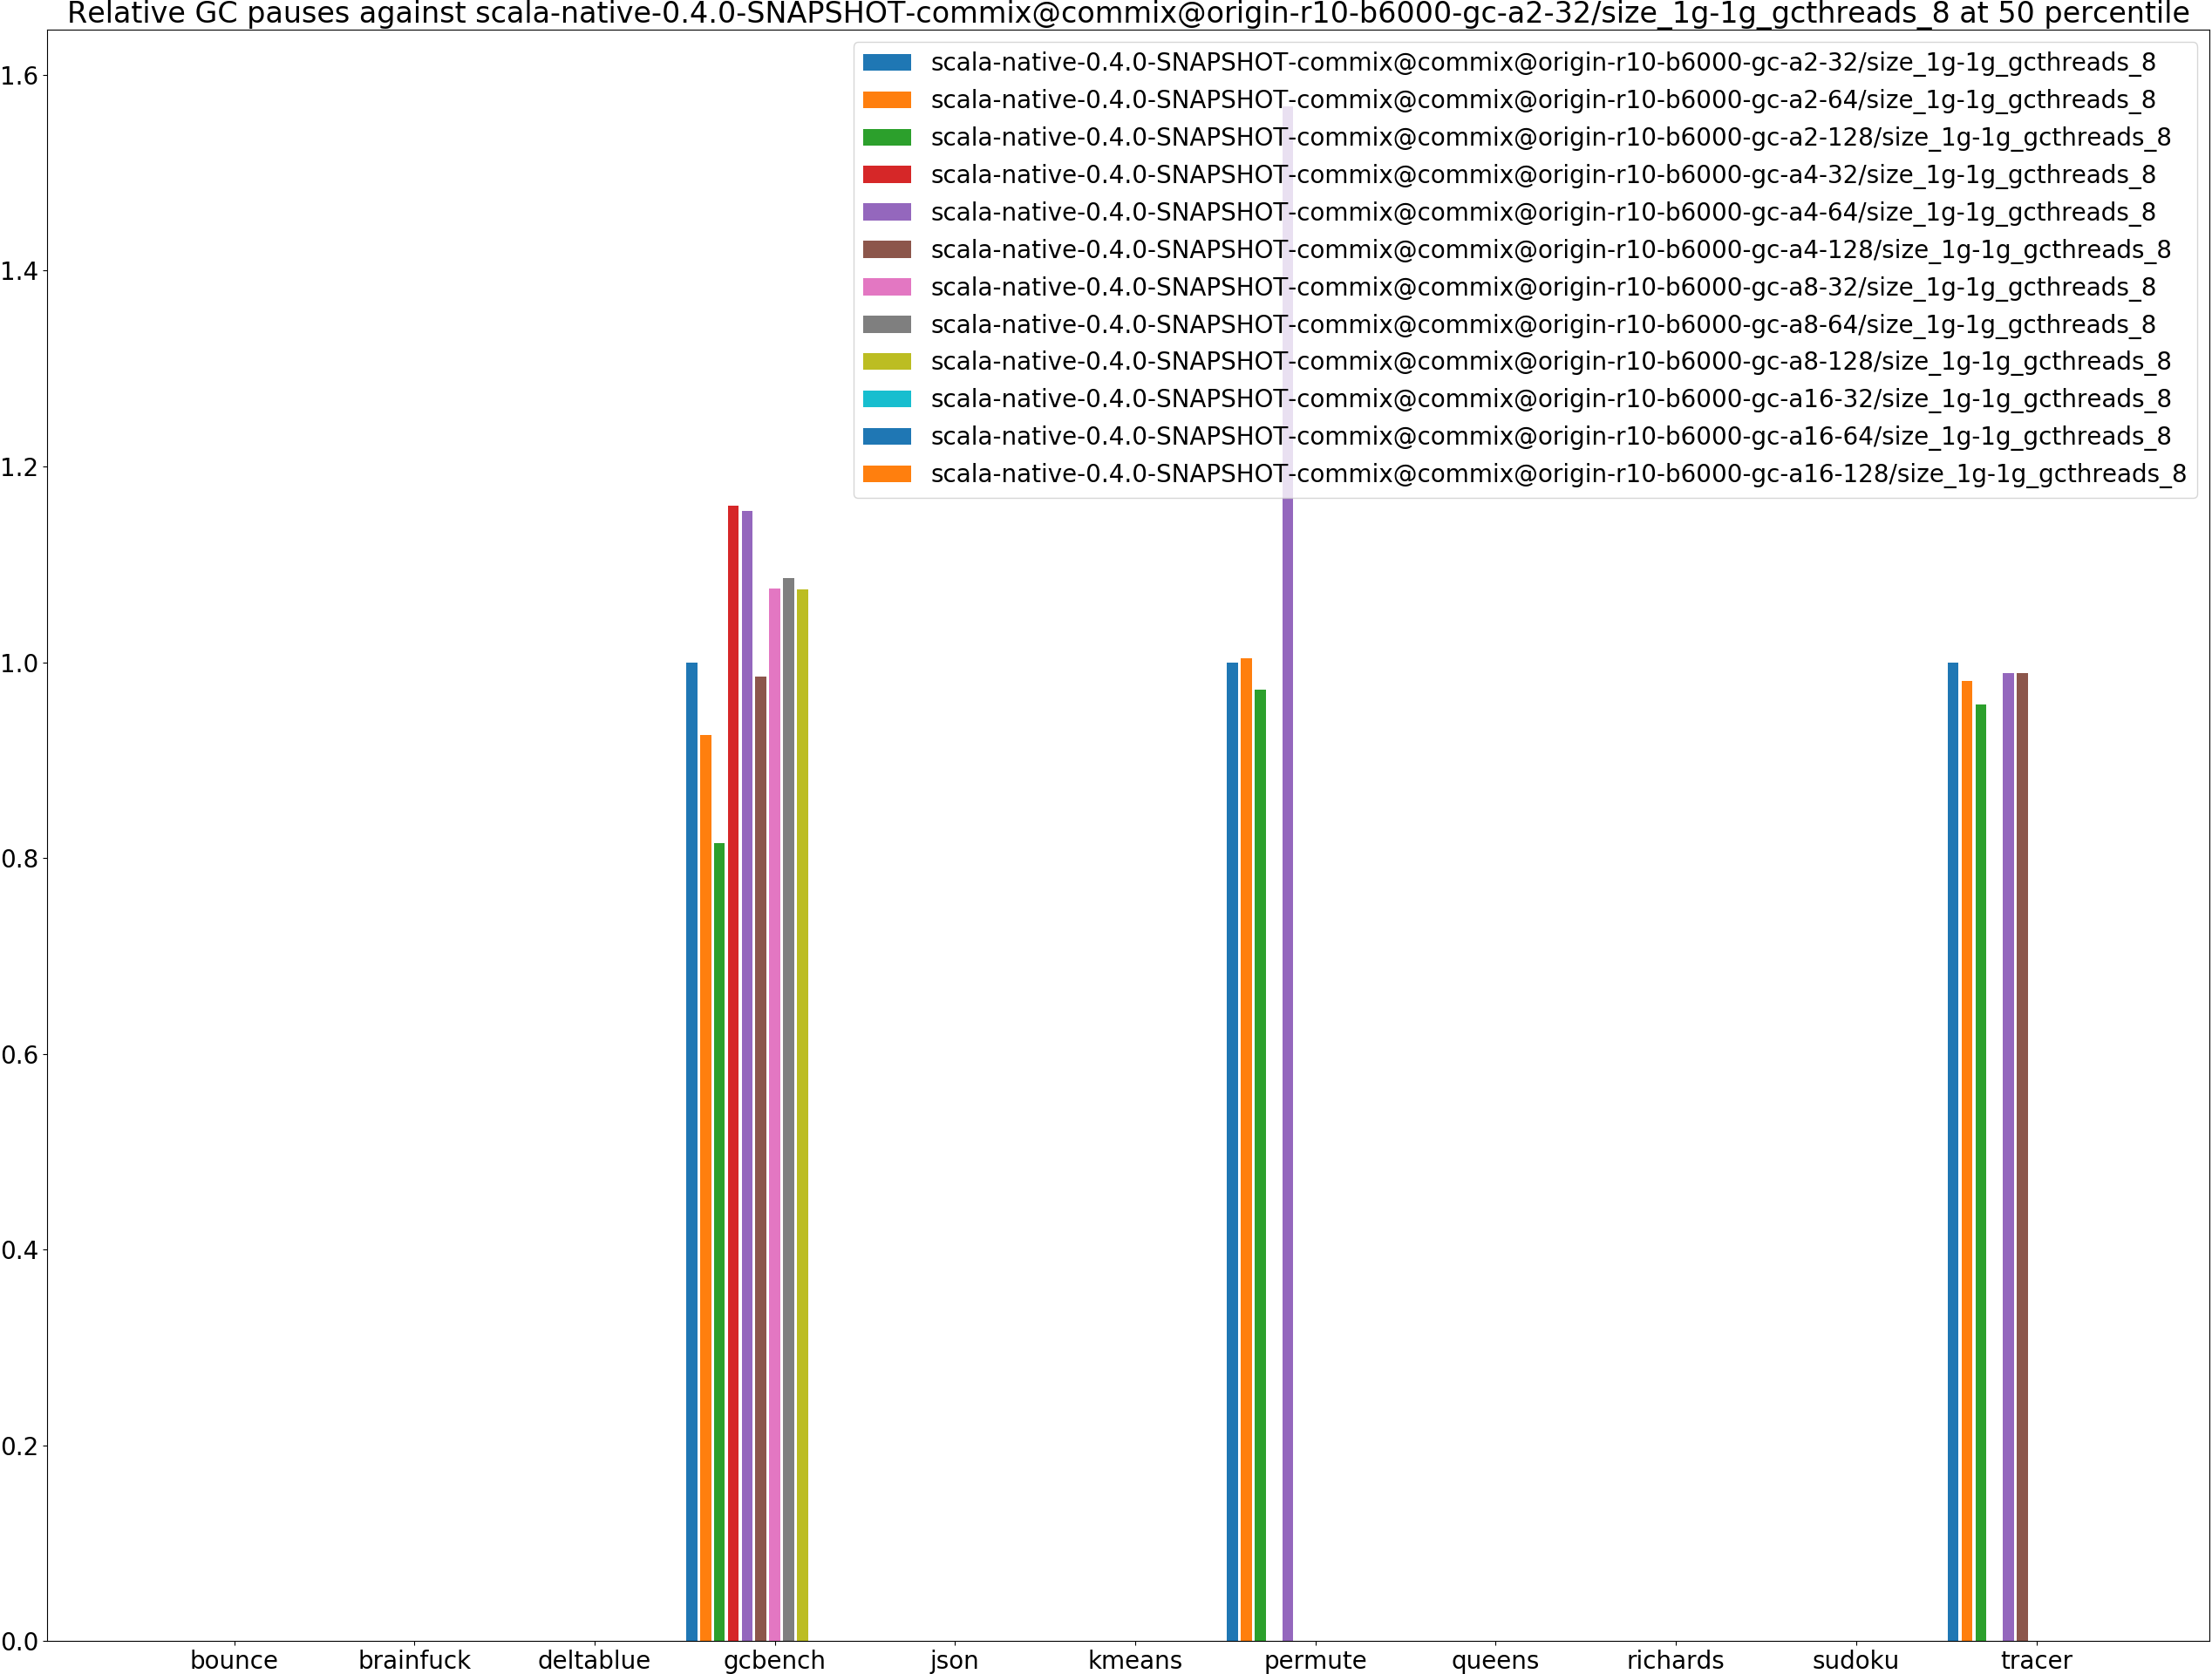 Relative GC pauses against scala-native-0.4.0-SNAPSHOT-commix@commix@origin-r10-b6000-gc-a2-32/size_1g-1g_gcthreads_8 at 50 percentile
scala-native-0.4.0-SNAPSHOT-commix@commix@origin-r10-b6000-gc-a2-32/size_1g-1g_gcthreads_8
scala-native-0.4.0-SNAPSHOT-commix@commix@origin-r10-b6000-gc-a2-64/size_1g-1g_gcthreads_8
scala-native-0.4.0-SNAPSHOT-commix@commix@origin-r10-b6000-gc-a2-128/size_1g-1g_gcthreads_8
scala-native-0.4.0-SNAPSHOT-commix@commix@origin-r10-b6000-gc-a4-32/size_1g-1g_gcthreads_8
scala-native-0.4.0-SNAPSHOT-commix@commix@origin-r10-b6000-gc-a4-64/size_1g-1g_gcthreads_8
scala-native-0.4.0-SNAPSHOT-commix@commix@origin-r10-b6000-gc-a4-128/size_1g-1g_gcthreads_8
scala-native-0.4.0-SNAPSHOT-commix@commix@origin-r10-b6000-gc-a8-32/size_1g-1g_gcthreads_8
scala-native-0.4.0-SNAPSHOT-commix@commix@origin-r10-b6000-gc-a8-64/size_1g-1g_gcthreads_8
scala-native-0.4.0-SNAPSHOT-commix@commix@origin-r10-b6000-gc-a8-128/size_1g-1g_gcthreads_8
scala-native-0.4.0-SNAPSHOT-commix@commix@origin-r10-b6000-gc-a16-32/size_1g-1g_gcthreads_8
scala-native-0.4.0-SNAPSHOT-commix@commix@origin-r10-b6000-gc-a16-64/size_1g-1g_gcthreads_8
scala-native-0.4.0-SNAPSHOT-commix@commix@origin-r10-b6000-gc-a16-128/size_1g-1g_gcthreads_8
1.6
1.4
1.2
1.0
0.8
0.6
0.4
0.2
0.0
bounce brainfuck deltablue gcbench json kmeans permute queens richards sudoku tracer